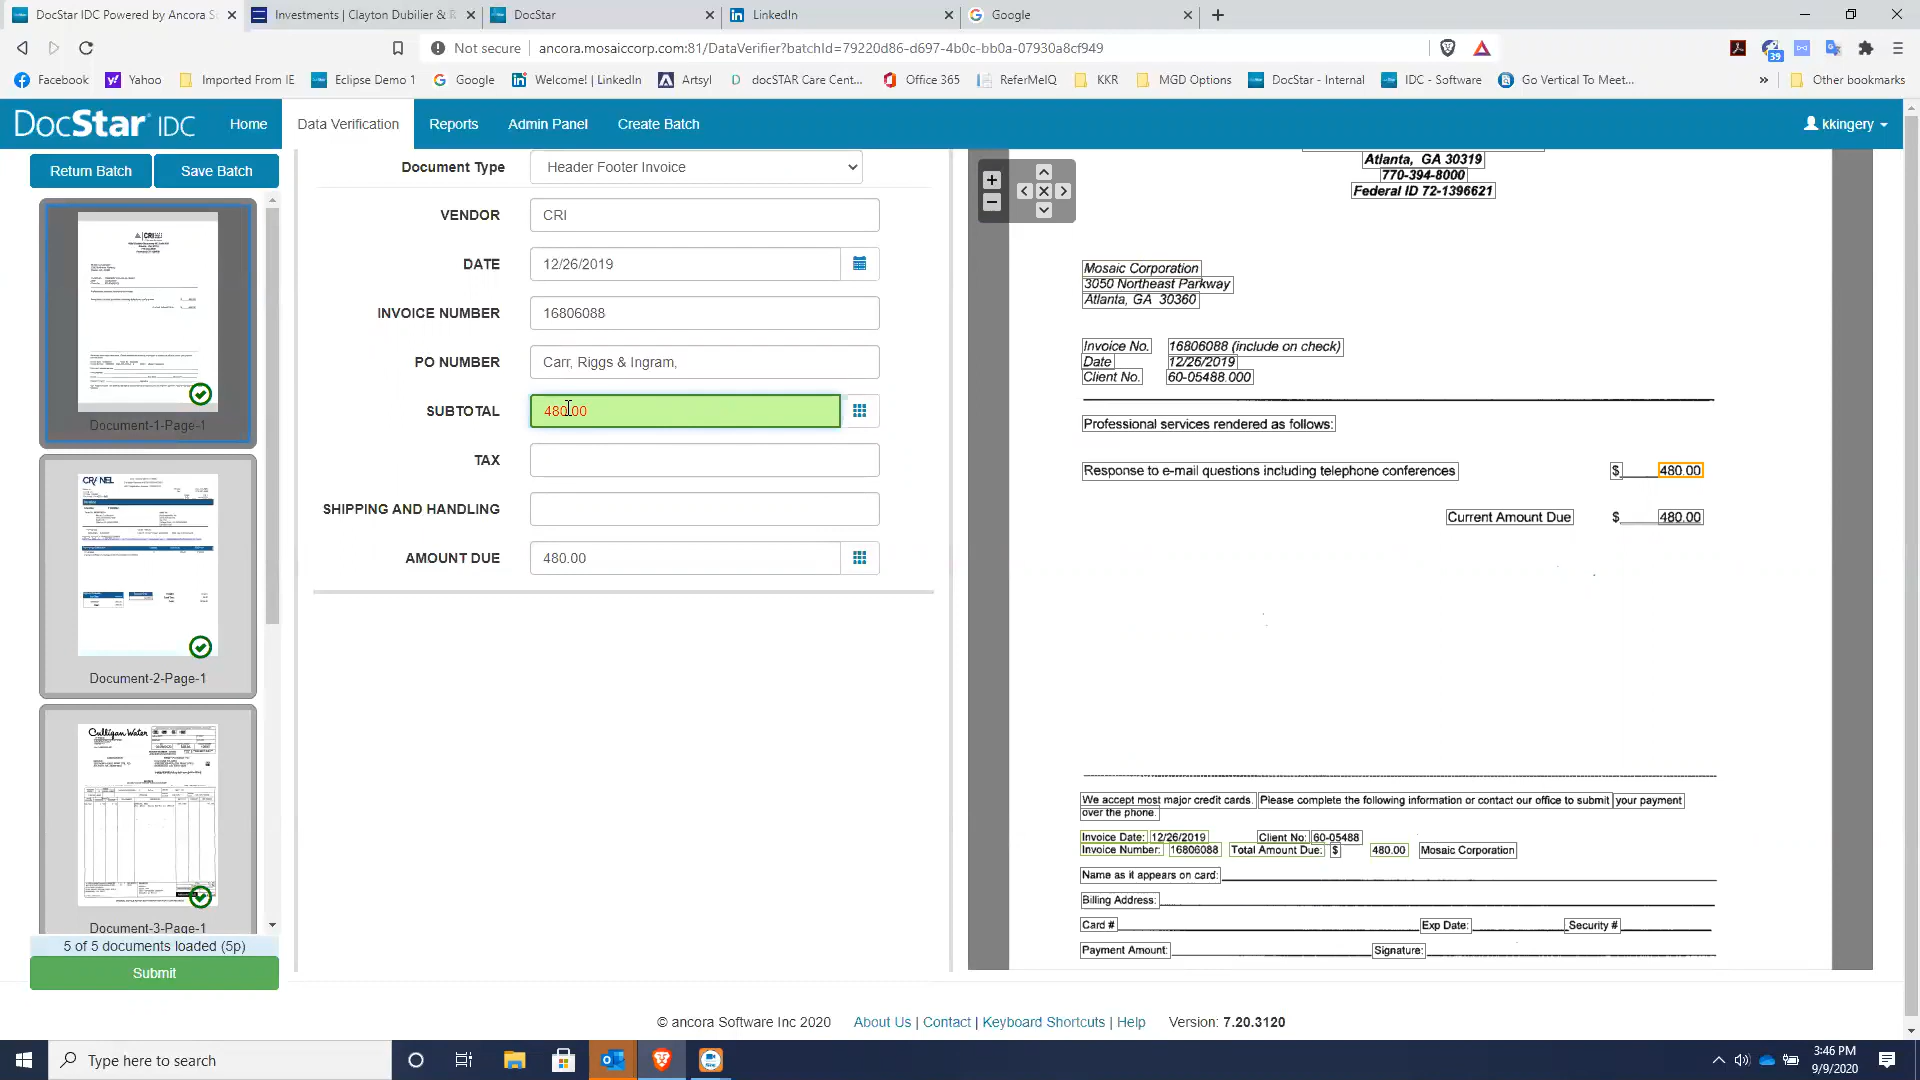 DocStar IDC Powered by Ancora S
Investments | Clayton Dubilier & R
DocStar
LinkedIn
Google
Not secure
ancora.mosaiccorp.com:81/DataVerifier?batchId=79220d86-d697-4b0c-bb0a-07930a8cf949
39
Facebook
Yahoo
Imported From IE
Eclipse Demo 1
Google
Welcome! | LinkedIn
Artsyl
docSTAR Care Cent...
Office 365
ReferMeIQ
KKR
MGD Options
DocStar - Internal
IDC - Software
Go Vertical To Meet...
»
Other bookmarks
DocStar IDC
Home
Data Verification
Reports
Admin Panel
Create Batch
kkingery
Return Batch
Save Batch
CRI
Document-1-Page-1
Document-2-Page-1
Culligan Water
Document-3-Page-1
5 of 5 documents loaded (5p)
Submit
Document Type
Header Footer Invoice
VENDOR
CRI
DATE
12/26/2019
INVOICE NUMBER
16806088
PO NUMBER
Carr, Riggs & Ingram,
SUBTOTAL
480.00
TAX
SHIPPING AND HANDLING
AMOUNT DUE
480.00
Atlanta, GA 30319
770-394-8000
Federal ID 72-1396621
Mosaic Corporation
3050 Northeast Parkway
Atlanta, GA 30360
Invoice No. 16806088 (include on check)
Date 12/26/2019
Client No. 60-05488.000
Professional services rendered as follows:
Response to e-mail questions including telephone conferences $ 480.00
Current Amount Due $ 480.00
We accept most major credit cards. Please complete the following information or contact our office to submit your payment
over the phone.
Invoice Date: 12/26/2019 Client No: 60-05488
Invoice Number: 16806088 Total Amount Due: $ 480.00 Mosaic Corporation
Name as it appears on card:
Billing Address:
Card # Exp Date: Security #
Payment Amount: Signature:
© ancora Software Inc 2020 About Us | Contact | Keyboard Shortcuts | Help Version: 7.20.3120
Type here to search
3:46 PM
9/9/2020